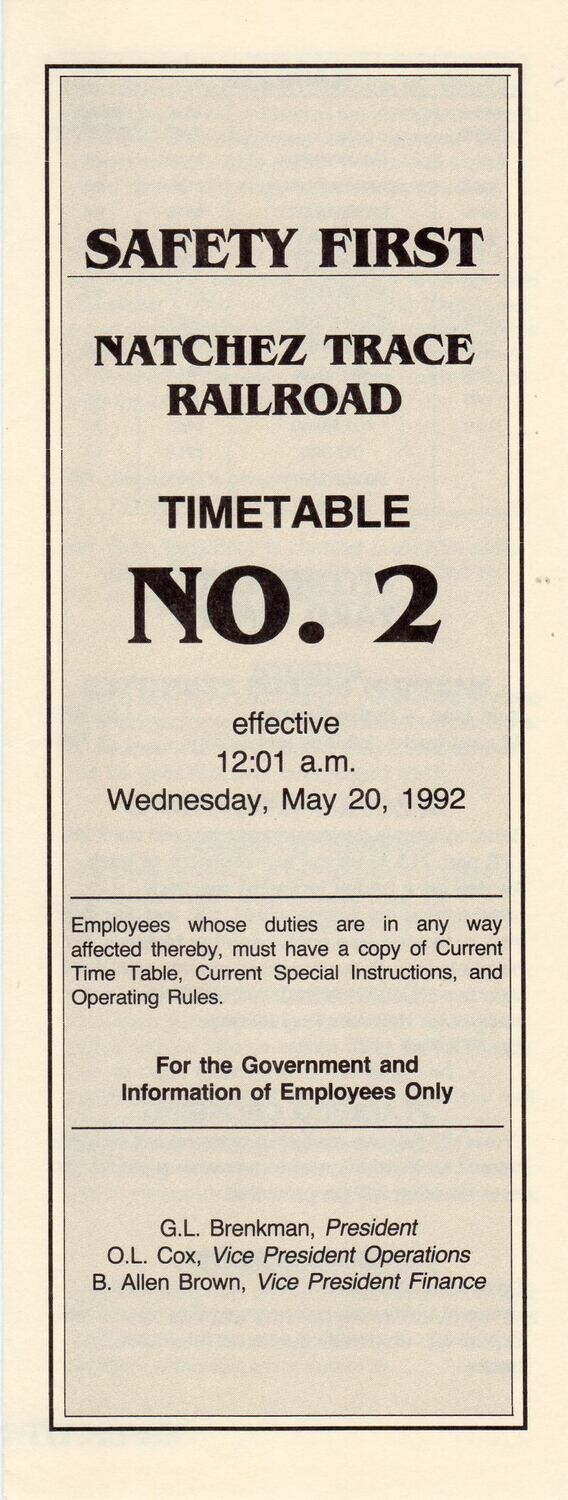 SAFETY FIRST
NATCHEZ TRACE
RAILROAD
TIMETABLE
NO. 2
effective
12:01 a.m.
Wednesday, May 20, 1992
Employees whose duties are in any way
affected thereby, must have a copy of Current
Time Table, Current Special Instructions, and
Operating Rules.
For the Government and
Information of Employees Only
G.L. Brenkman, President
O.L. Cox, Vice President Operations
B. Allen Brown, Vice President Finance